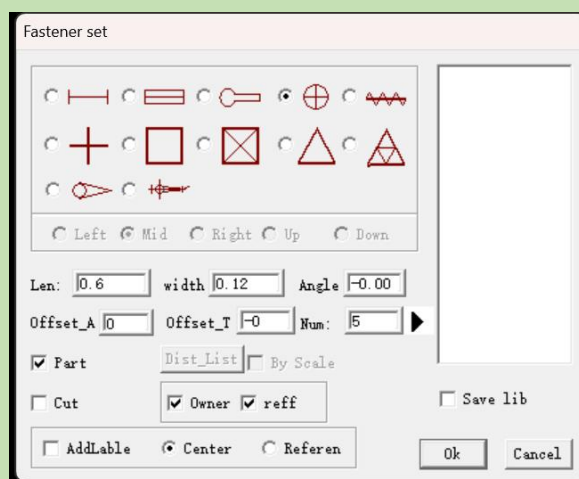 Fastener set
Left Mid Right Up Down
Len: 0.6 width 0.12 Angle -0.00
Offset_A 0 Offset_T -0 Num: 5
Part Dist_List By Scale
Cut Owner reff Save lib
AddLable Center Referen Ok Cancel